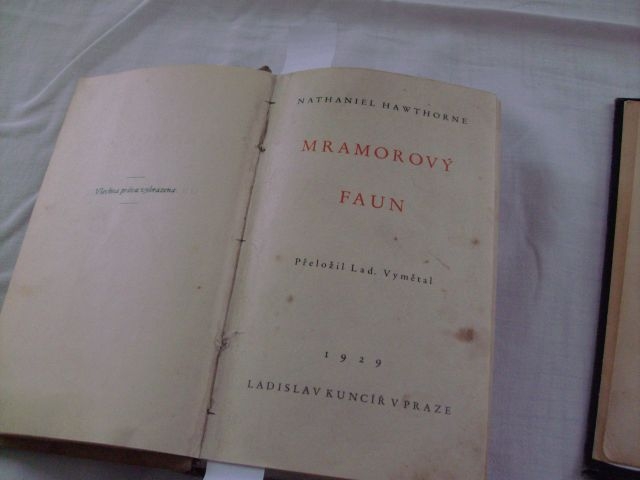 Všechna práva vyhrazena.
NATHANIEL HAWTHORNE
MRAMOROVÝ
FAUN
Přeložil Lad. Vymětal
1929
LADISLAV KUNCÍŘ V PRAZE